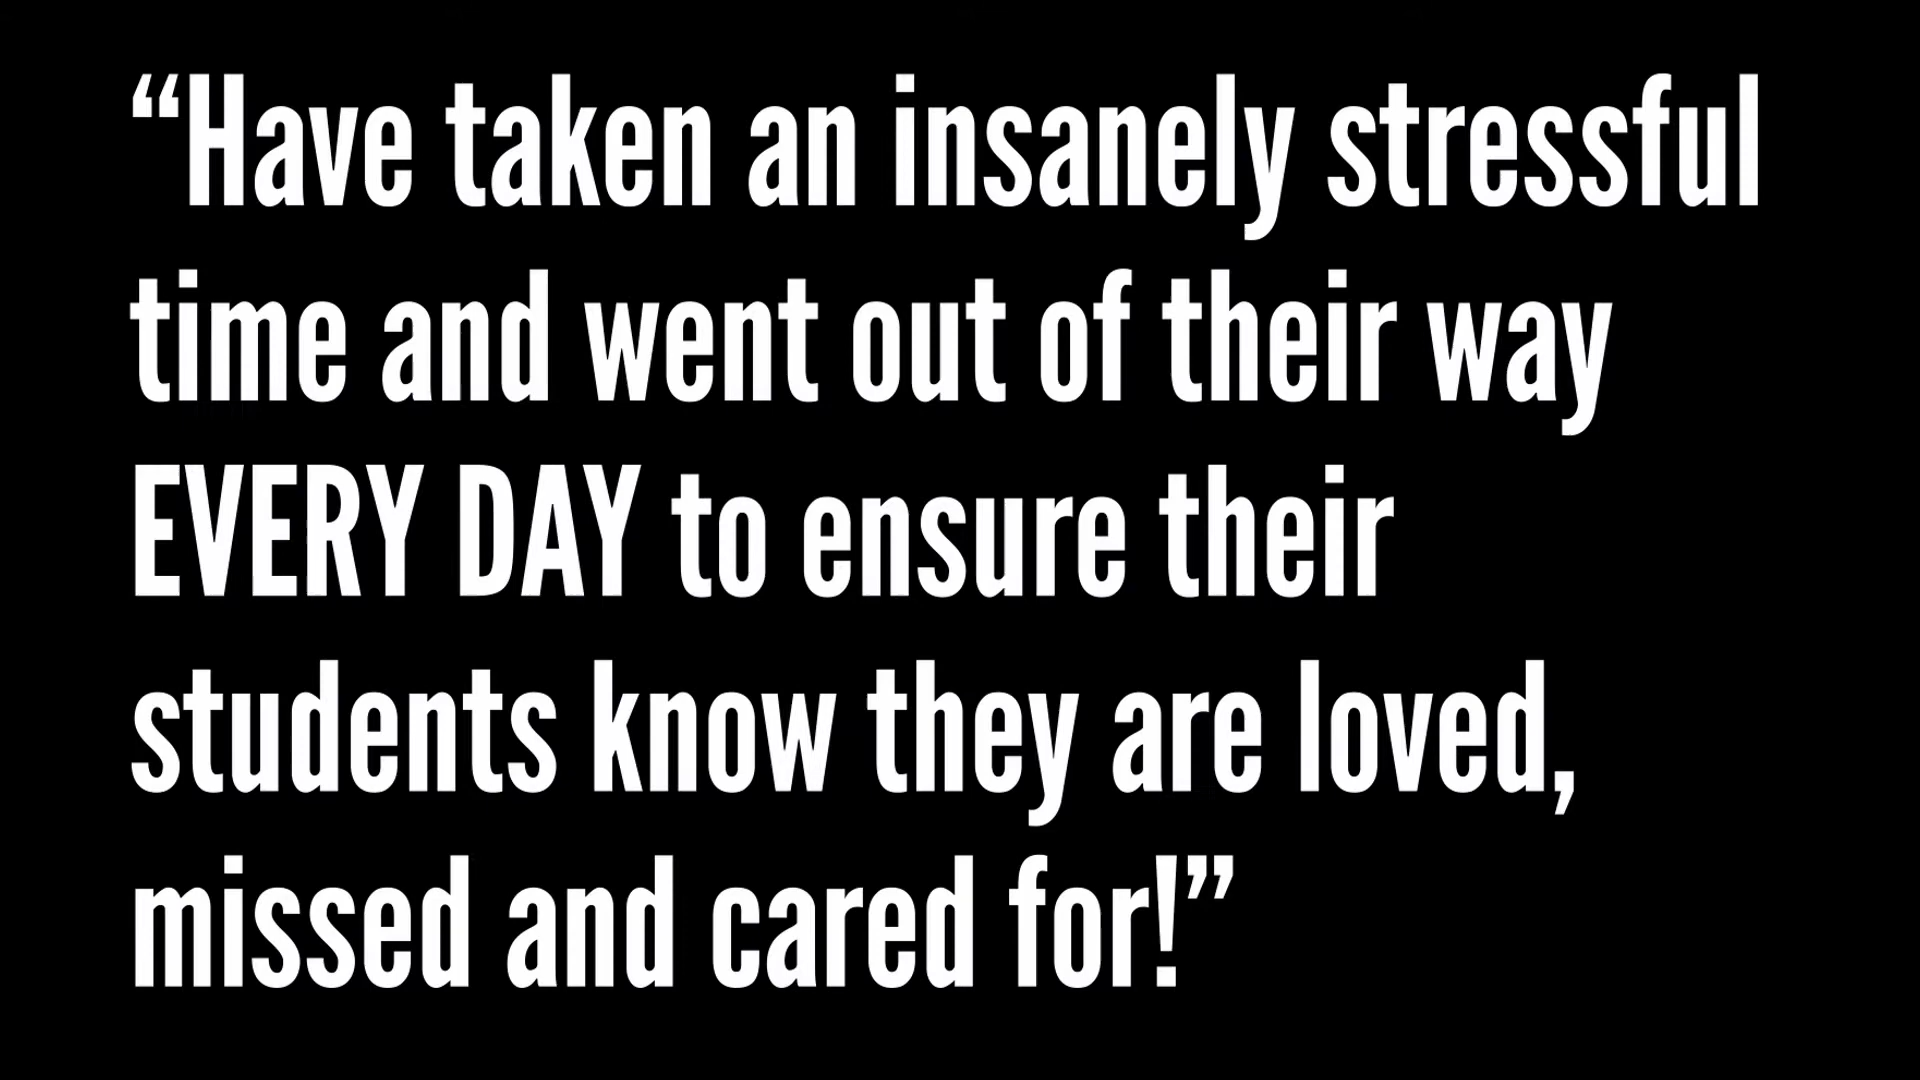 “Have taken an insanely stressful
time and went out of their way
EVERY DAY to ensure their
students know they are loved,
missed and cared for!”